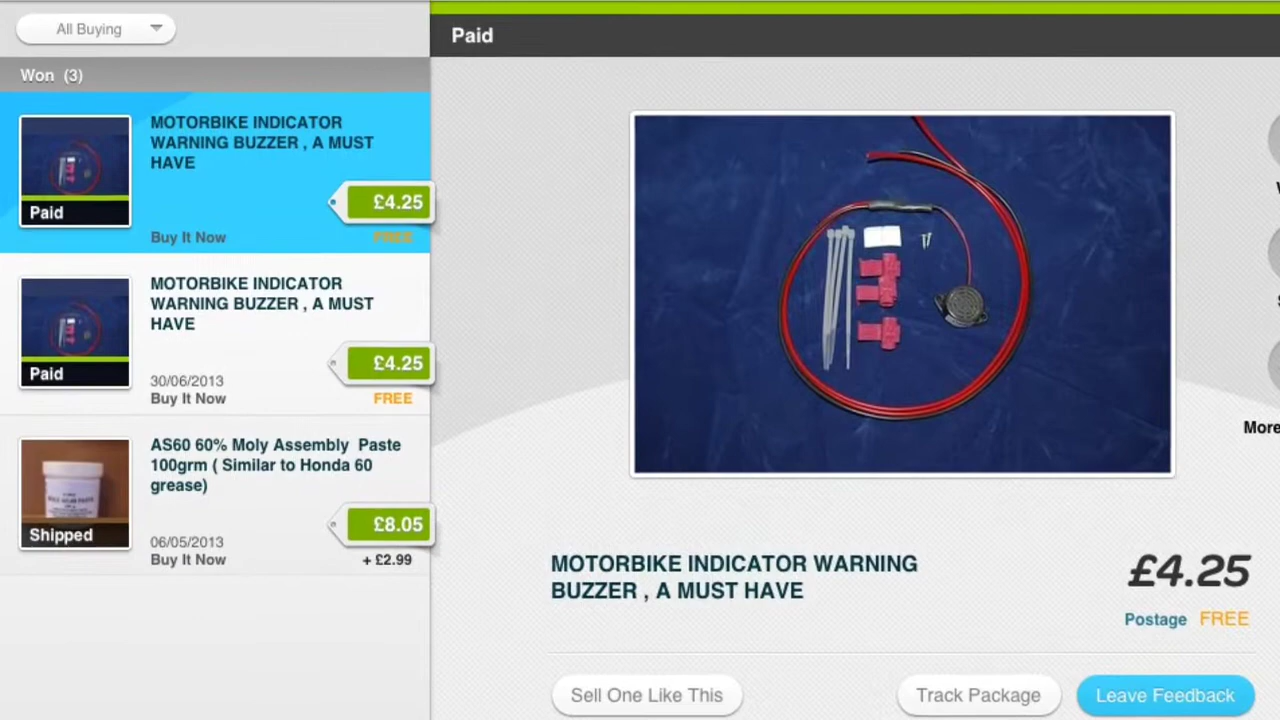 All Buying
Won (3)
MOTORBIKE INDICATOR
WARNING BUZZER , A MUST
HAVE
£4.25
Paid
Buy It Now
FREE
MOTORBIKE INDICATOR
WARNING BUZZER , A MUST
HAVE
£4.25
Paid
30/06/2013
Buy It Now
FREE
AS60 60% Moly Assembly Paste
100grm ( Similar to Honda 60
grease)
£8.05
Shipped
06/05/2013
Buy It Now
+ £2.99
Paid
More
MOTORBIKE INDICATOR WARNING
BUZZER , A MUST HAVE
£4.25
Postage FREE
Sell One Like This
Track Package
Leave Feedback